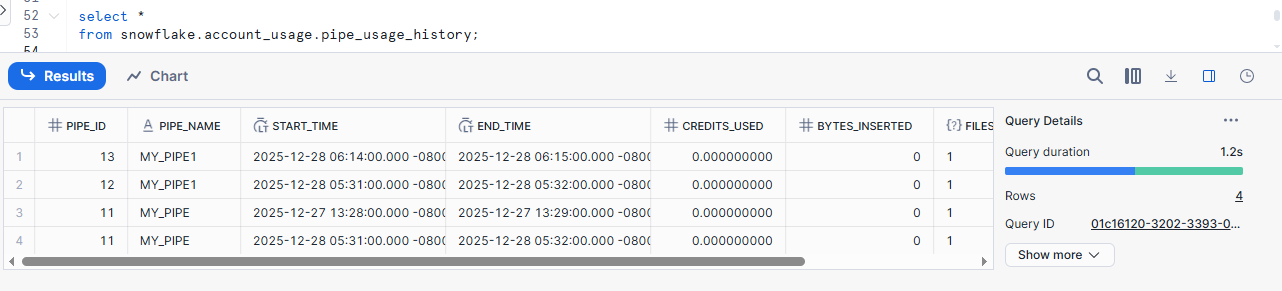 51
52 select *
53 from snowflake.account_usage.pipe_usage_history;
54
Results Chart
PIPE_ID PIPE_NAME START_TIME END_TIME CREDITS_USED BYTES_INSERTED FILES
1 13 MY_PIPE1 2025-12-28 06:14:00.000 -0800 2025-12-28 06:15:00.000 -0800 0.000000000 0 1
2 12 MY_PIPE1 2025-12-28 05:31:00.000 -0800 2025-12-28 05:32:00.000 -0800 0.000000000 0 1
3 11 MY_PIPE 2025-12-27 13:28:00.000 -0800 2025-12-27 13:29:00.000 -0800 0.000000000 0 1
4 11 MY_PIPE 2025-12-28 05:31:00.000 -0800 2025-12-28 05:32:00.000 -0800 0.000000000 0 1
Query Details ...
Query duration 1.2s
Rows 4
Query ID 01c16120-3202-3393-0...
Show more